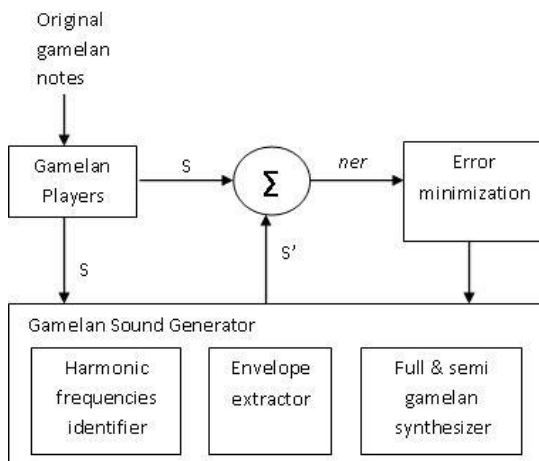 Original
gamelan
notes
Gamelan
Players
S
Σ
ner
Error
minimization
S
S'
Gamelan Sound Generator
Harmonic
frequencies
identifier
Envelope
extractor
Full & semi
gamelan
synthesizer